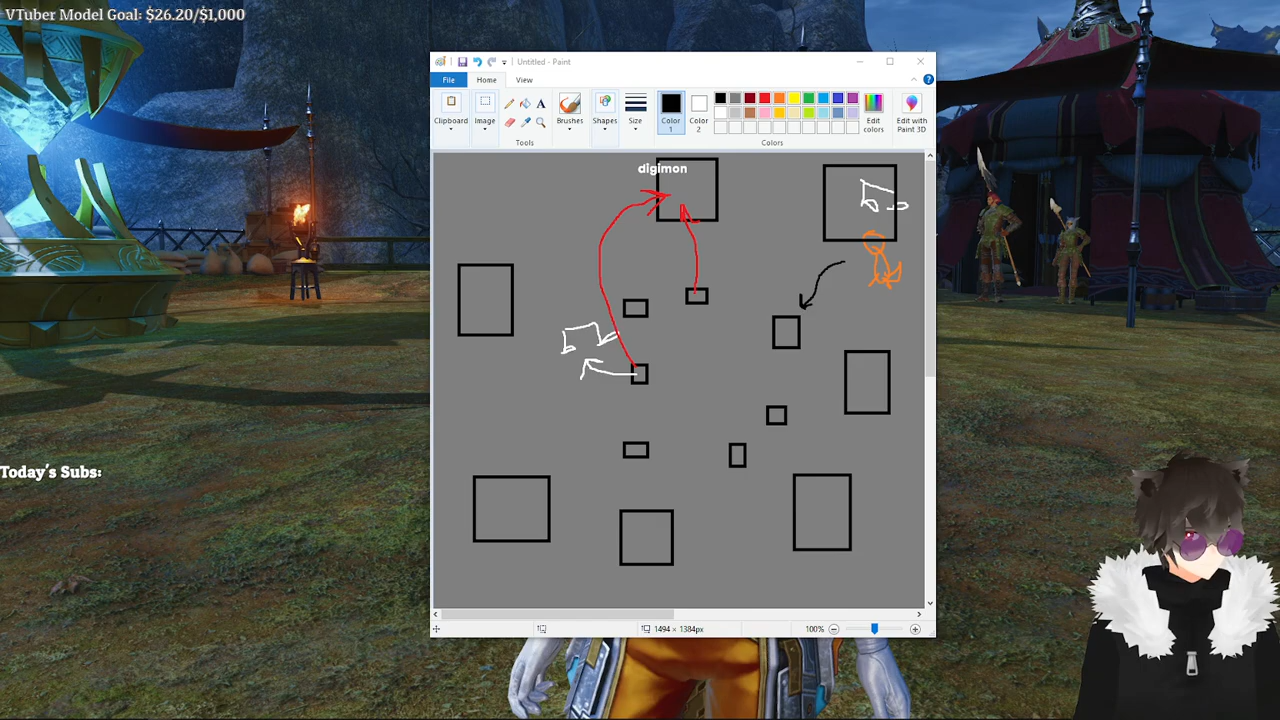 VTuber Model Goal: $26.20/$1,000
Untitled - Paint
File
Home
View
Clipboard
Image
Tools
Brushes
Shapes
Size
Color 1
Color 2
Colors
Edit colors
Edit with Paint 3D
digimon
Today's Subs:
1494 × 1384px
100%